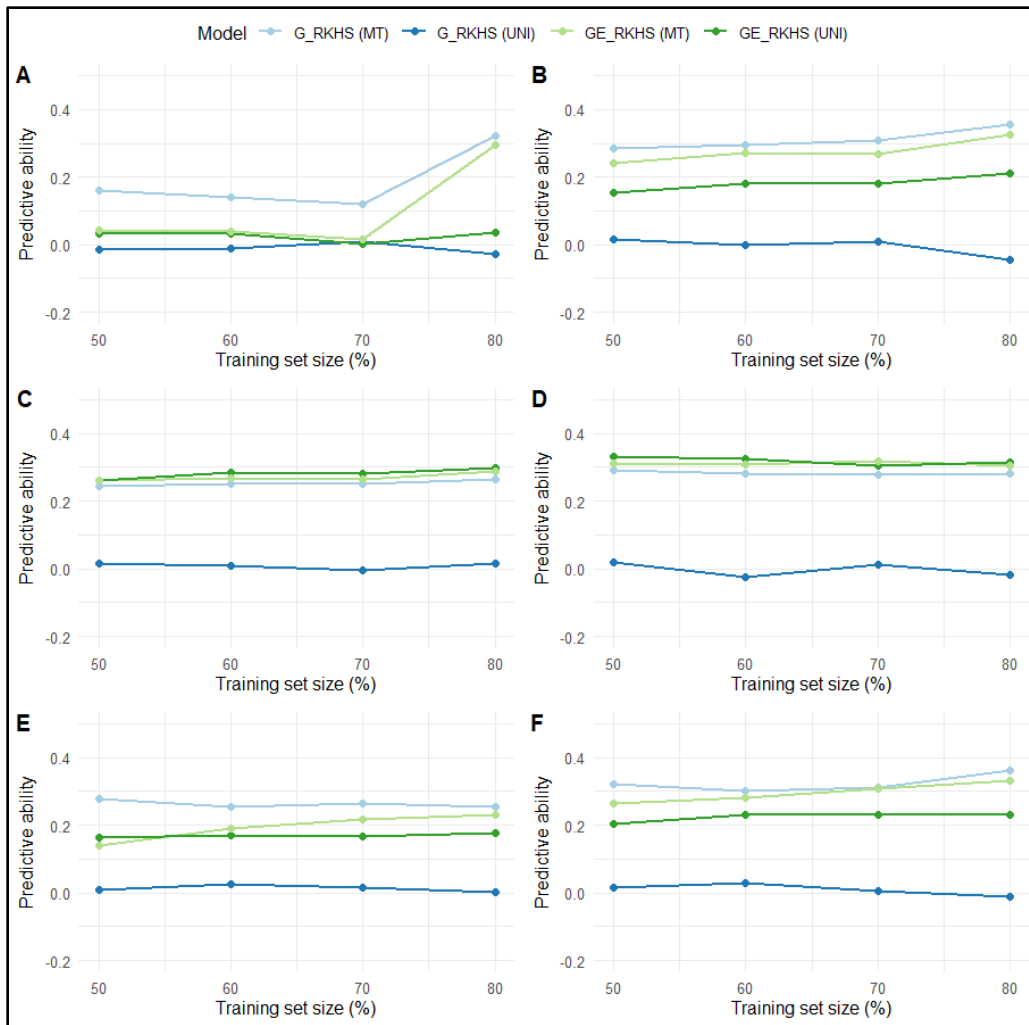 Model G_RKHS (MT) G_RKHS (UNI) GE_RKHS (MT) GE_RKHS (UNI)
A
Predictive ability
0.4
0.2
0.0
-0.2
50 60 70 80
Training set size (%)
B
Predictive ability
0.4
0.2
0.0
-0.2
50 60 70 80
Training set size (%)
C
Predictive ability
0.4
0.2
0.0
-0.2
50 60 70 80
Training set size (%)
D
Predictive ability
0.4
0.2
0.0
-0.2
50 60 70 80
Training set size (%)
E
Predictive ability
0.4
0.2
0.0
-0.2
50 60 70 80
Training set size (%)
F
Predictive ability
0.4
0.2
0.0
-0.2
50 60 70 80
Training set size (%)